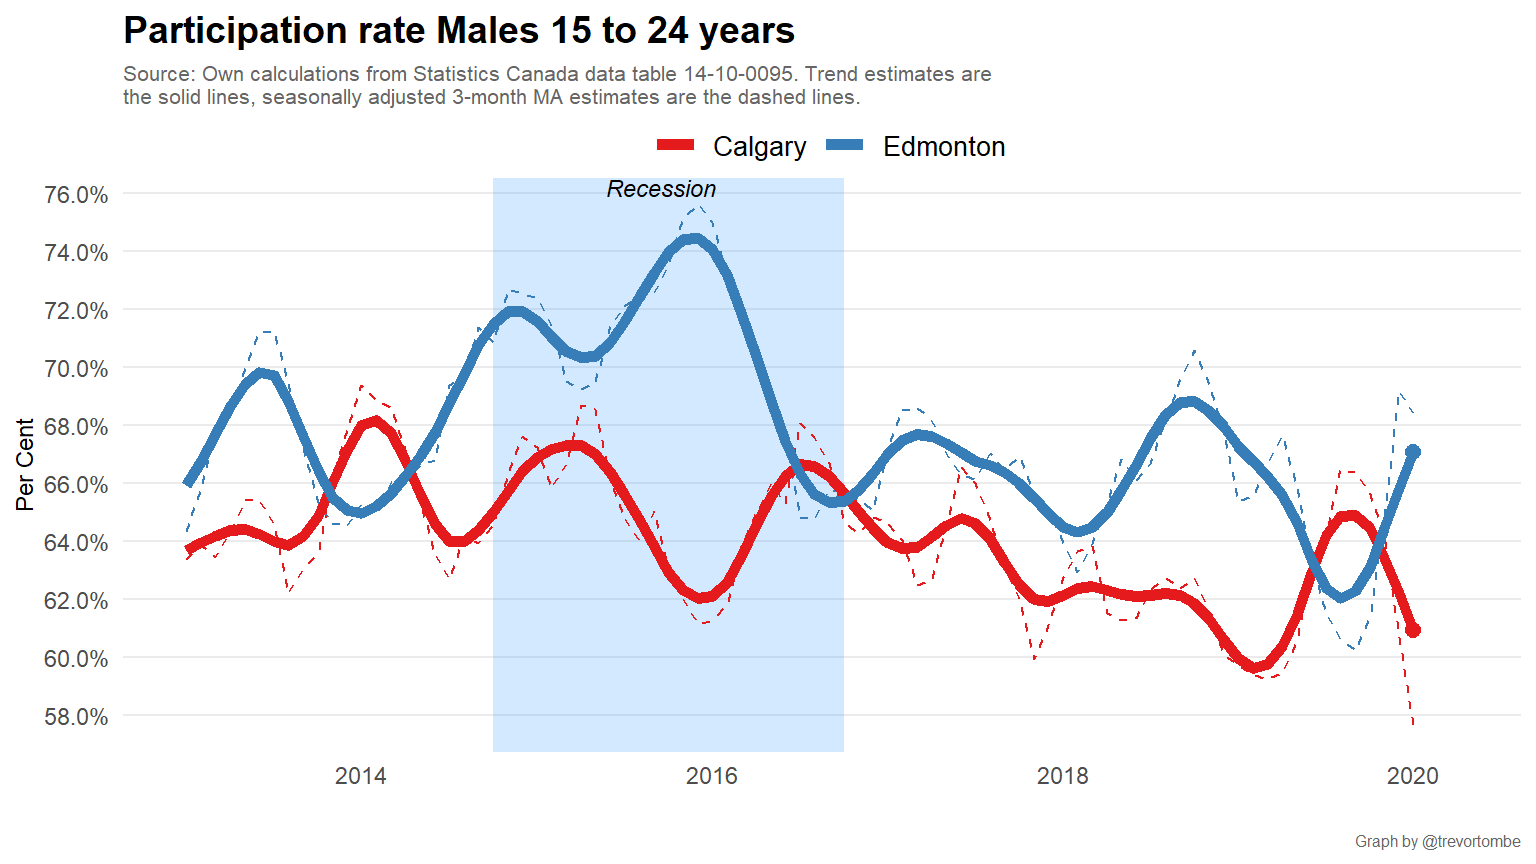 Participation rate Males 15 to 24 years
Source: Own calculations from Statistics Canada data table 14-10-0095. Trend estimates are
the solid lines, seasonally adjusted 3-month MA estimates are the dashed lines.
Calgary Edmonton
Recession
76.0%
74.0%
72.0%
70.0%
68.0%
66.0%
64.0%
62.0%
60.0%
58.0%
Per Cent
2014 2016 2018 2020
Graph by @trevortombe